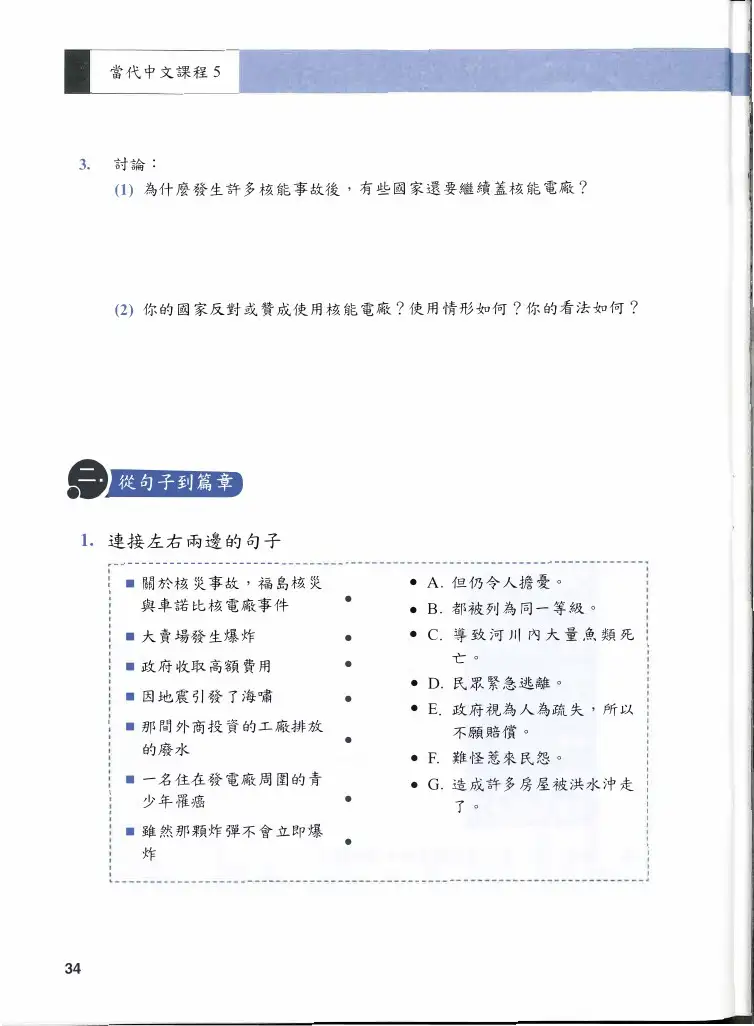 當代中文課程 5
3. 討論：
(1) 為什麼發生許多核能事故後，有些國家還要繼續蓋核能電廠？
(2) 你的國家反對或贊成使用核能電廠？使用情形如何？你的看法如何？
二. 從句子到篇章
1. 連接左右兩邊的句子
■ 關於核災事故，福島核災
與車諾比核電廠事件
■ 大賣場發生爆炸
■ 政府收取高額費用
■ 因地震引發了海嘯
■ 那間外商投資的工廠排放
的廢水
■ 一名住在發電廠周圍的青
少年罹癌
■ 雖然那顆炸彈不會立即爆
炸
● A. 但仍令人擔憂。
● B. 都被列為同一等級。
● C. 導致河川內大量魚類死
亡。
● D. 民眾緊急逃離。
● E. 政府視為人為疏失，所以
不願賠償。
● F. 難怪惹來民怨。
● G. 造成許多房屋被洪水沖走
了。
34